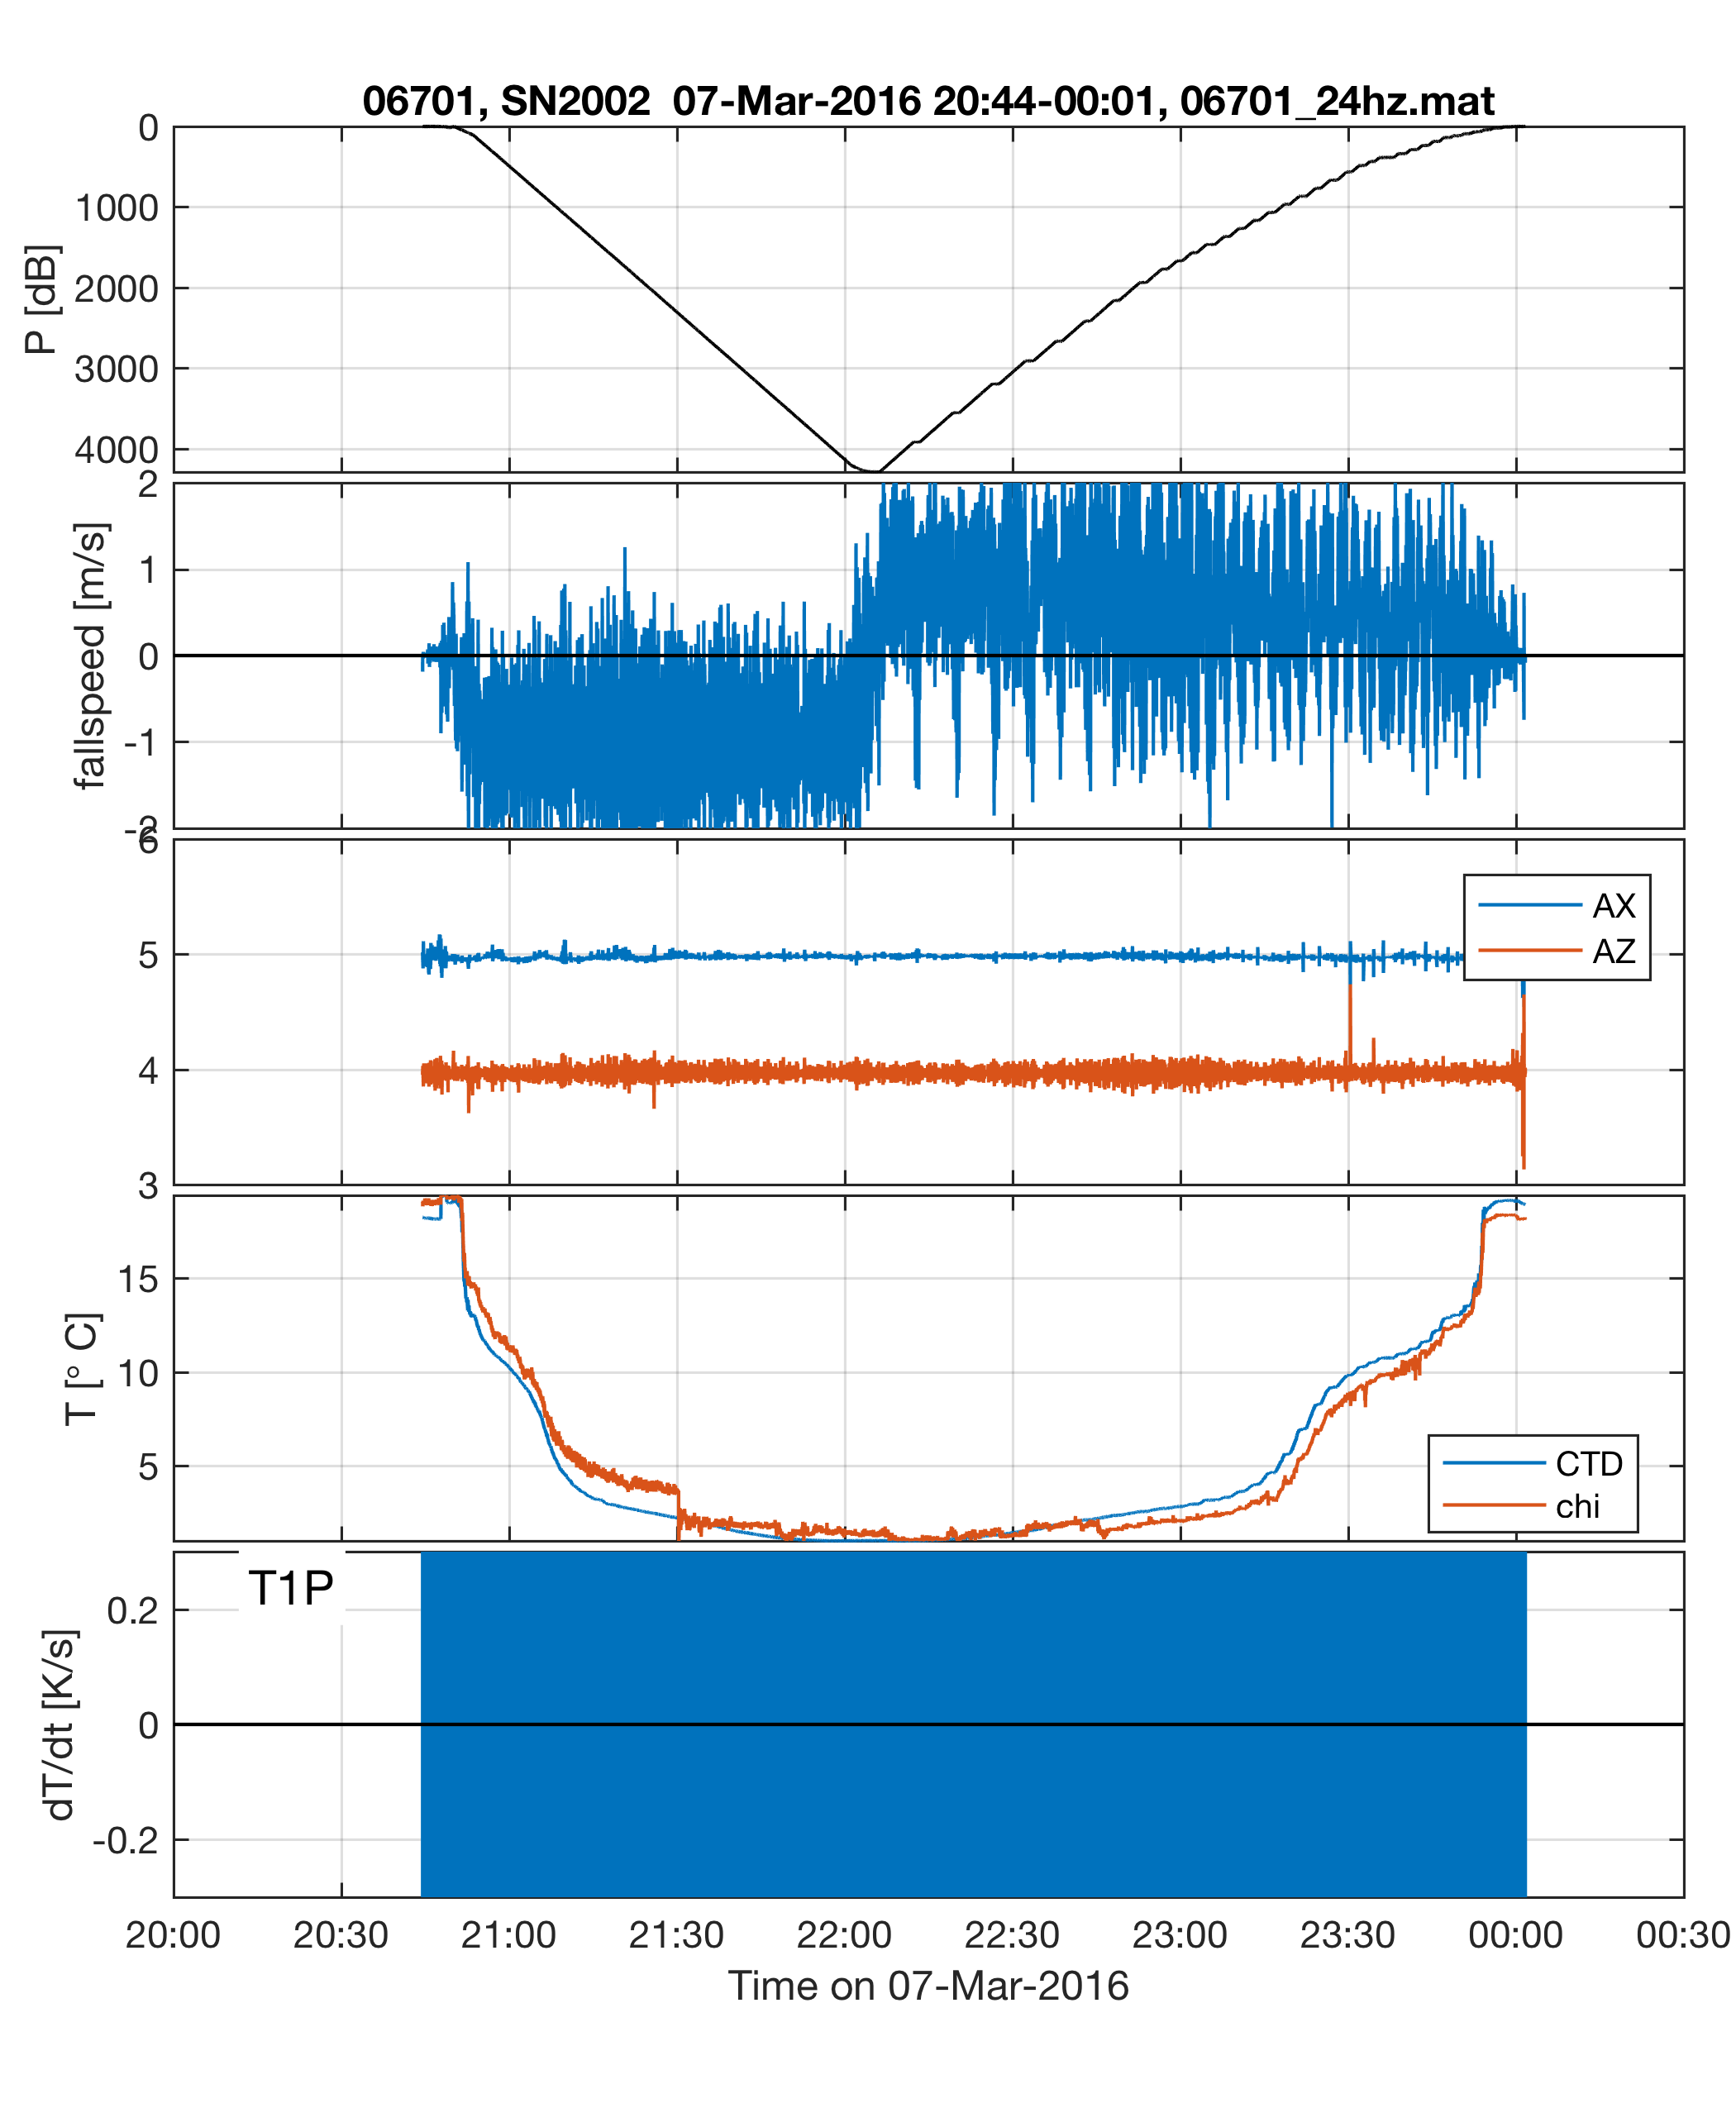 06701, SN2002  07-Mar-2016 20:44-00:01, 06701_24hz.mat
0
1000
2000
3000
4000
P [dB]
2
1
0
-1
-2
fallspeed [m/s]
6
5
4
3
AX
AZ
15
10
5
T [° C]
CTD
chi
T1P
0.2
0
-0.2
dT/dt [K/s]
20:00 20:30 21:00 21:30 22:00 22:30 23:00 23:30 00:00 00:30
Time on 07-Mar-2016